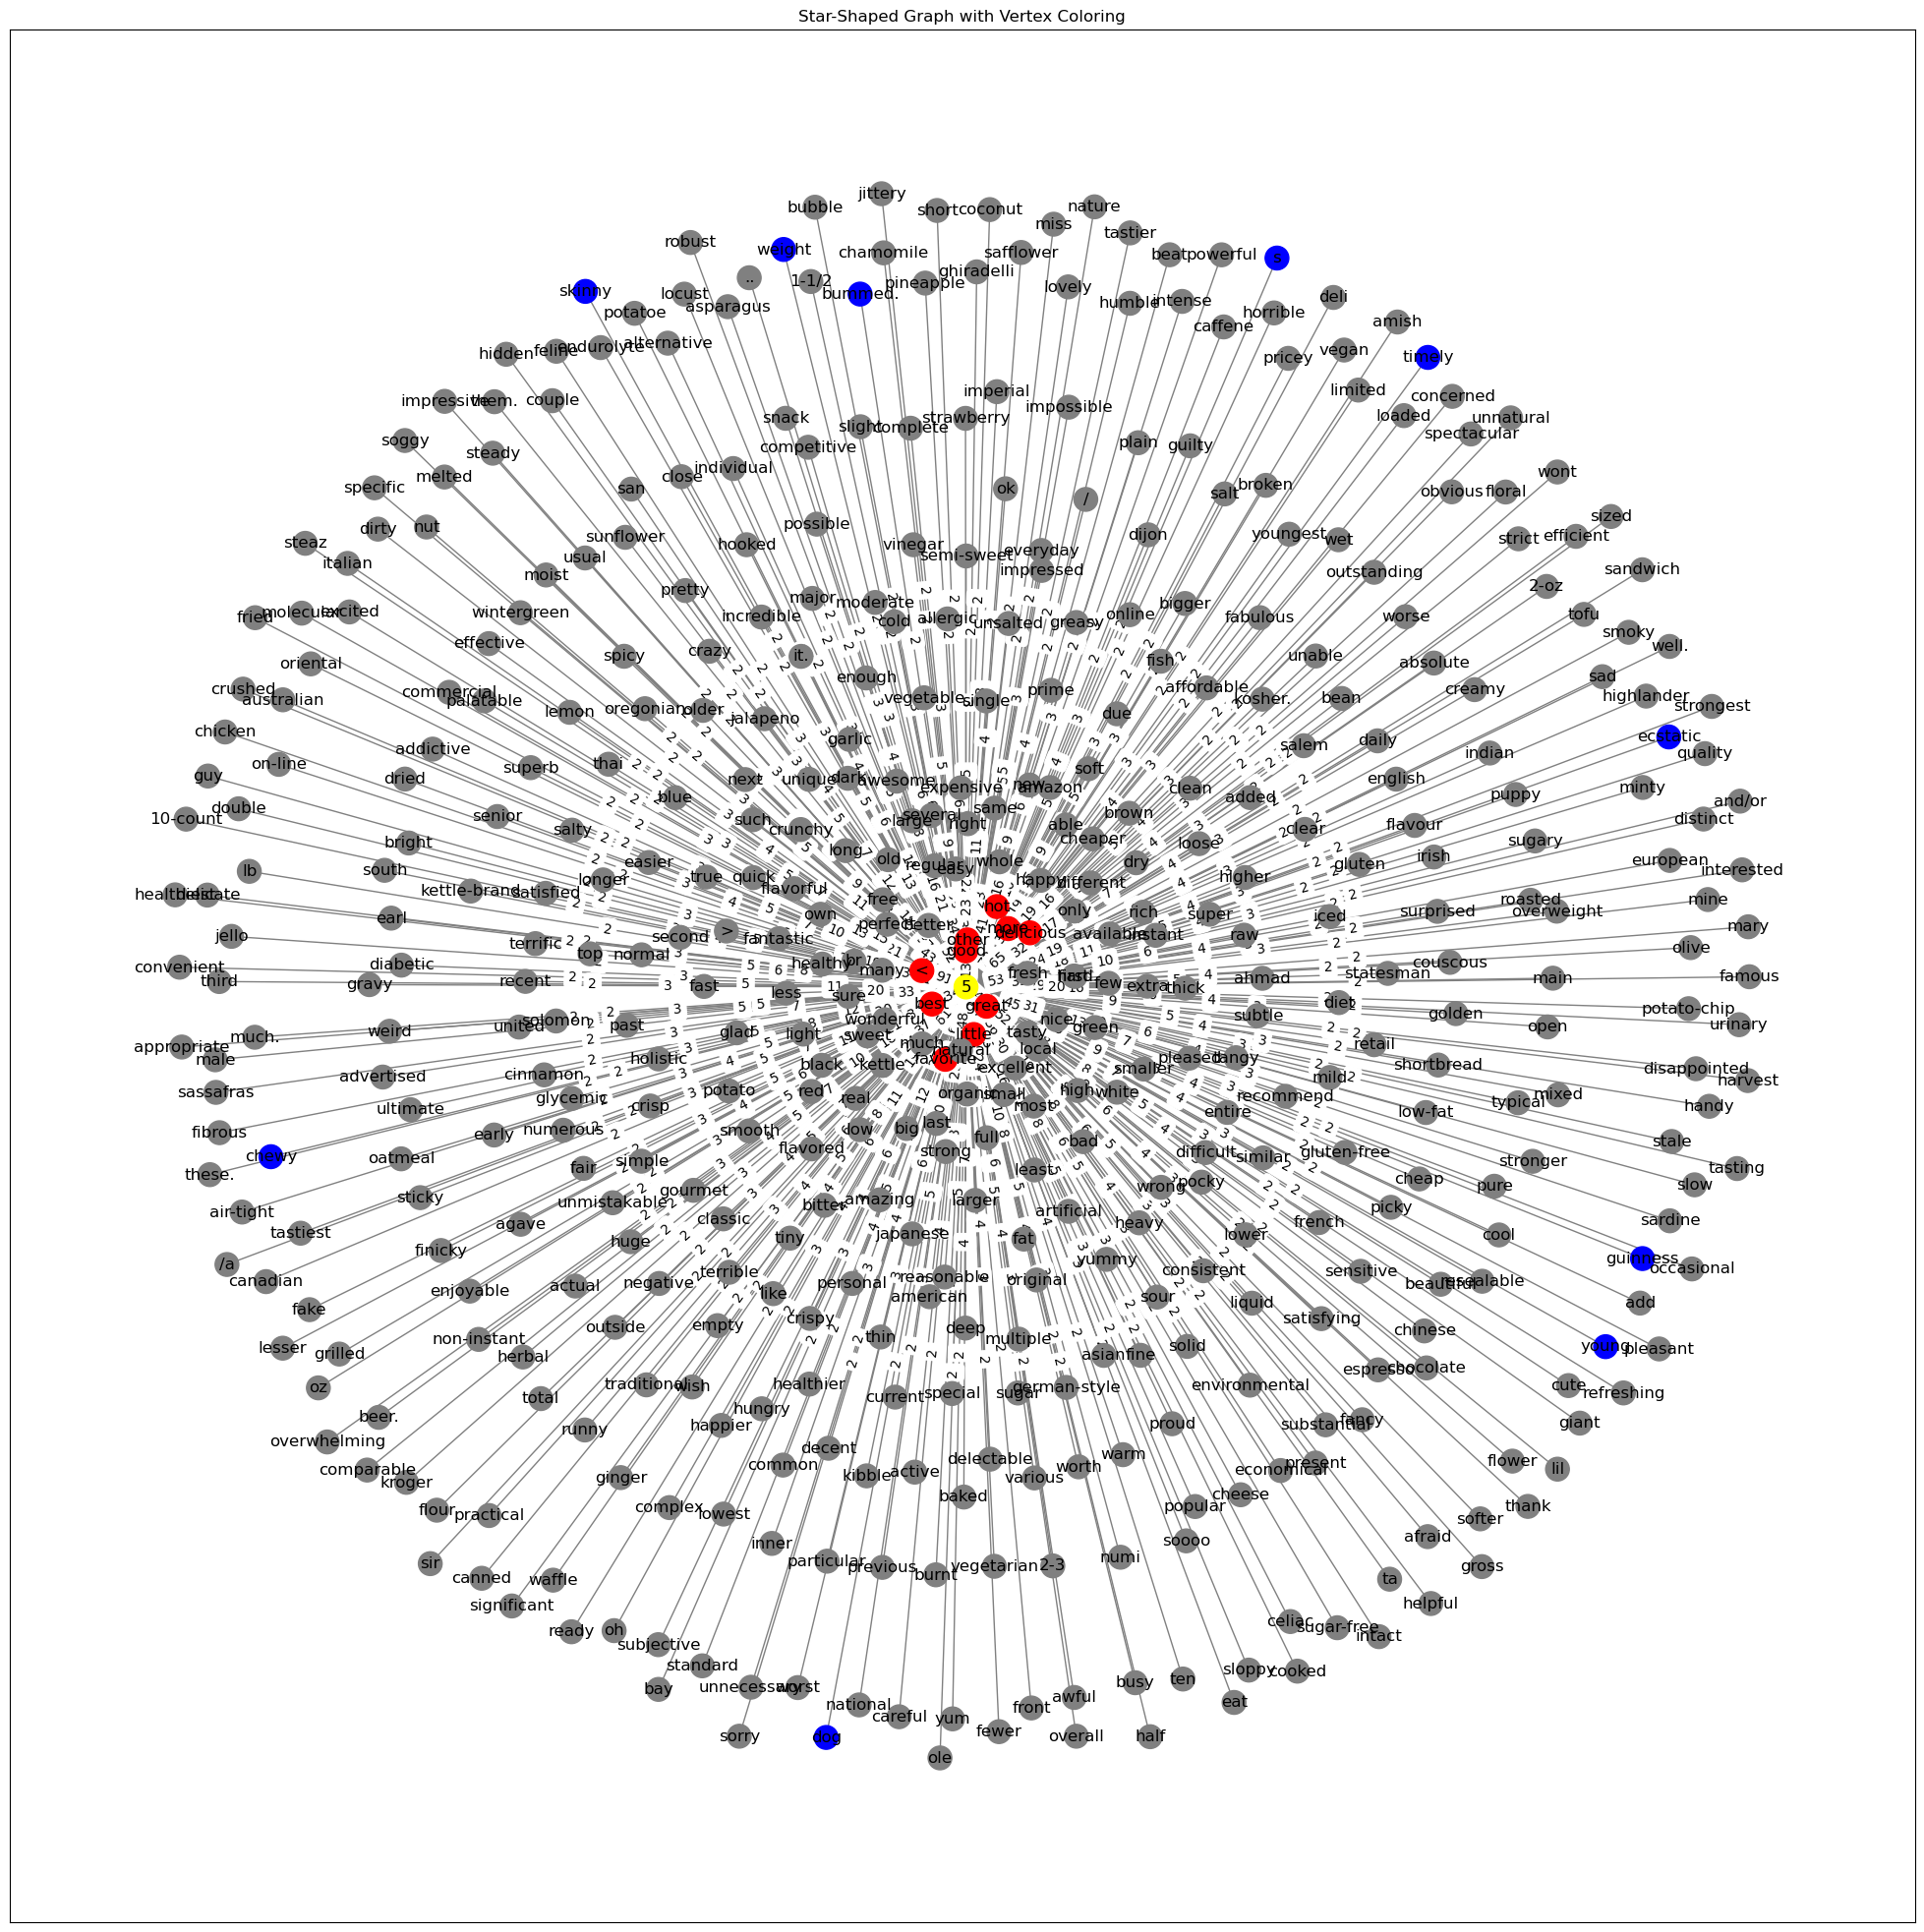 Star-Shaped Graph with Vertex Coloring
jittery
bubble
short
coconut
nature
miss
tastier
robust
weight
chamomile
safflower
beat
powerful
s
..
1-1/2
pineapple
ghiradelli
skinny
locust
asparagus
bummed.
lovely
humble
intense
deli
potatoe
caffene
horrible
amish
hidden
feline
endurolyte
alternative
pricey
vegan
timely
impressive
them.
couple
imperial
limited
concerned
snack
slight
complete
strawberry
impossible
loaded
unnatural
soggy
steady
competitive
plain
guilty
spectacular
melted
close
individual
wont
specific
san
ok
/
salt
broken
obvious
floral
dirty
nut
sunflower
possible
sized
steaz
hooked
vinegar
semi-sweet
everyday
dijon
youngest
wet
strict
efficient
italian
moist
usual
impressed
outstanding
sandwich
2-oz
fried
molecular
excited
wintergreen
pretty
incredible
major
moderate
cold
allergic
unsalted
greasy
online
bigger
fabulous
worse
tofu
smoky
effective
crazy
well.
oriental
spicy
it.
fish
unable
absolute
enough
sad
crushed
australian
commercial
palatable
lemon
oregonian
older
jalapeno
vegetable
single
prime
due
affordable
kosher.
bean
creamy
highlander
strongest
chicken
addictive
garlic
salem
daily
ecstatic
quality
on-line
dried
superb
thai
next
unique
dark
awesome
expensive
new
amazon
soft
clean
added
english
indian
puppy
minty
guy
blue
and/or
10-count
double
senior
salty
such
crunchy
large
several
right
same
able
cheaper
brown
clear
flavour
distinct
bright
long
loose
sugary
lb
south
easier
old
regular
easy
whole
dry
gluten
irish
european
healthiest
delicate
kettle-brand
satisfied
longer
true
quick
flavorful
happy
different
higher
interested
free
hot
roasted
mine
earl
own
perfect
better
only
rich
super
iced
surprised
overweight
jello
terrific
second
>
fantastic
other
more
delicious
available
instant
raw
mary
top
normal
good
olive
convenient
diabetic
healthy
br
many
<
fresh
hard
couscous
third
gravy
recent
fast
less
sure
5
few
extra
thick
ahmad
statesman
main
famous
best
great
diet
potato-chip
much.
weird
united
solomon
past
glad
light
wonderful
sweet
little
tasty
nice
green
subtle
golden
open
urinary
appropriate
male
holistic
much
natural
local
retail
advertised
cinnamon
black
kettle
favorite
excellent
smaller
pleased
tangy
shortbread
disappointed
harvest
sassafras
glycemic
potato
red
real
organic
small
high
white
mild
recommend
mixed
typical
ultimate
crisp
most
entire
low-fat
handy
fibrous
early
numerous
smooth
low
big
last
full
bad
stale
these.
chewy
oatmeal
fair
simple
flavored
strong
least
difficult
similar
gluten-free
stronger
tasting
air-tight
sticky
unmistakable
gourmet
bitter
amazing
larger
wrong
pocky
cheap
pure
slow
tastiest
agave
classic
artificial
heavy
french
picky
sardine
/a
finicky
huge
tiny
japanese
fat
lower
cool
canadian
enjoyable
actual
negative
terrible
personal
reasonable
original
yummy
consistent
sensitive
beautiful
guinness
occasional
fake
like
american
sour
liquid
add
lesser
grilled
non-instant
outside
empty
crispy
thin
deep
multiple
solid
satisfying
chinese
young
pleasant
oz
herbal
asian
fine
espresso
chocolate
beer.
total
traditional
wish
healthier
current
special
sugar
german-style
environmental
cute
refreshing
overwhelming
runny
happier
hungry
proud
substantial
fancy
giant
comparable
kroger
ginger
common
decent
kibble
active
delectable
various
worth
warm
economical
present
flower
lil
flour
practical
complex
lowest
baked
popular
cheese
thank
softer
sir
inner
soooo
afraid
canned
waffle
particular
previous
burnt
vegetarian
2-3
numi
ta
gross
significant
helpful
ready
oh
subjective
celiac
sugar-free
intact
standard
bay
unnecessary
worst
sloppy
cooked
national
careful
yum
front
awful
busy
ten
eat
sorry
dog
ole
fewer
overall
half